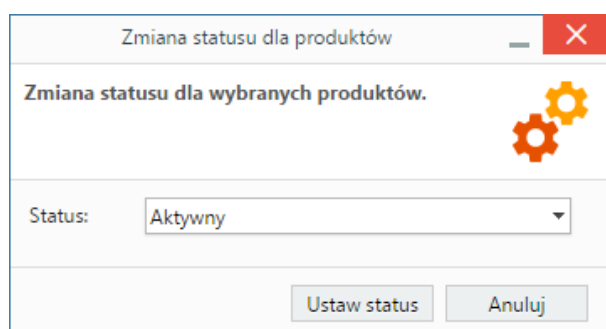 Zmiana statusu dla produktów
Zmiana statusu dla wybranych produktów.
Status: Aktywny
Ustaw status Anuluj